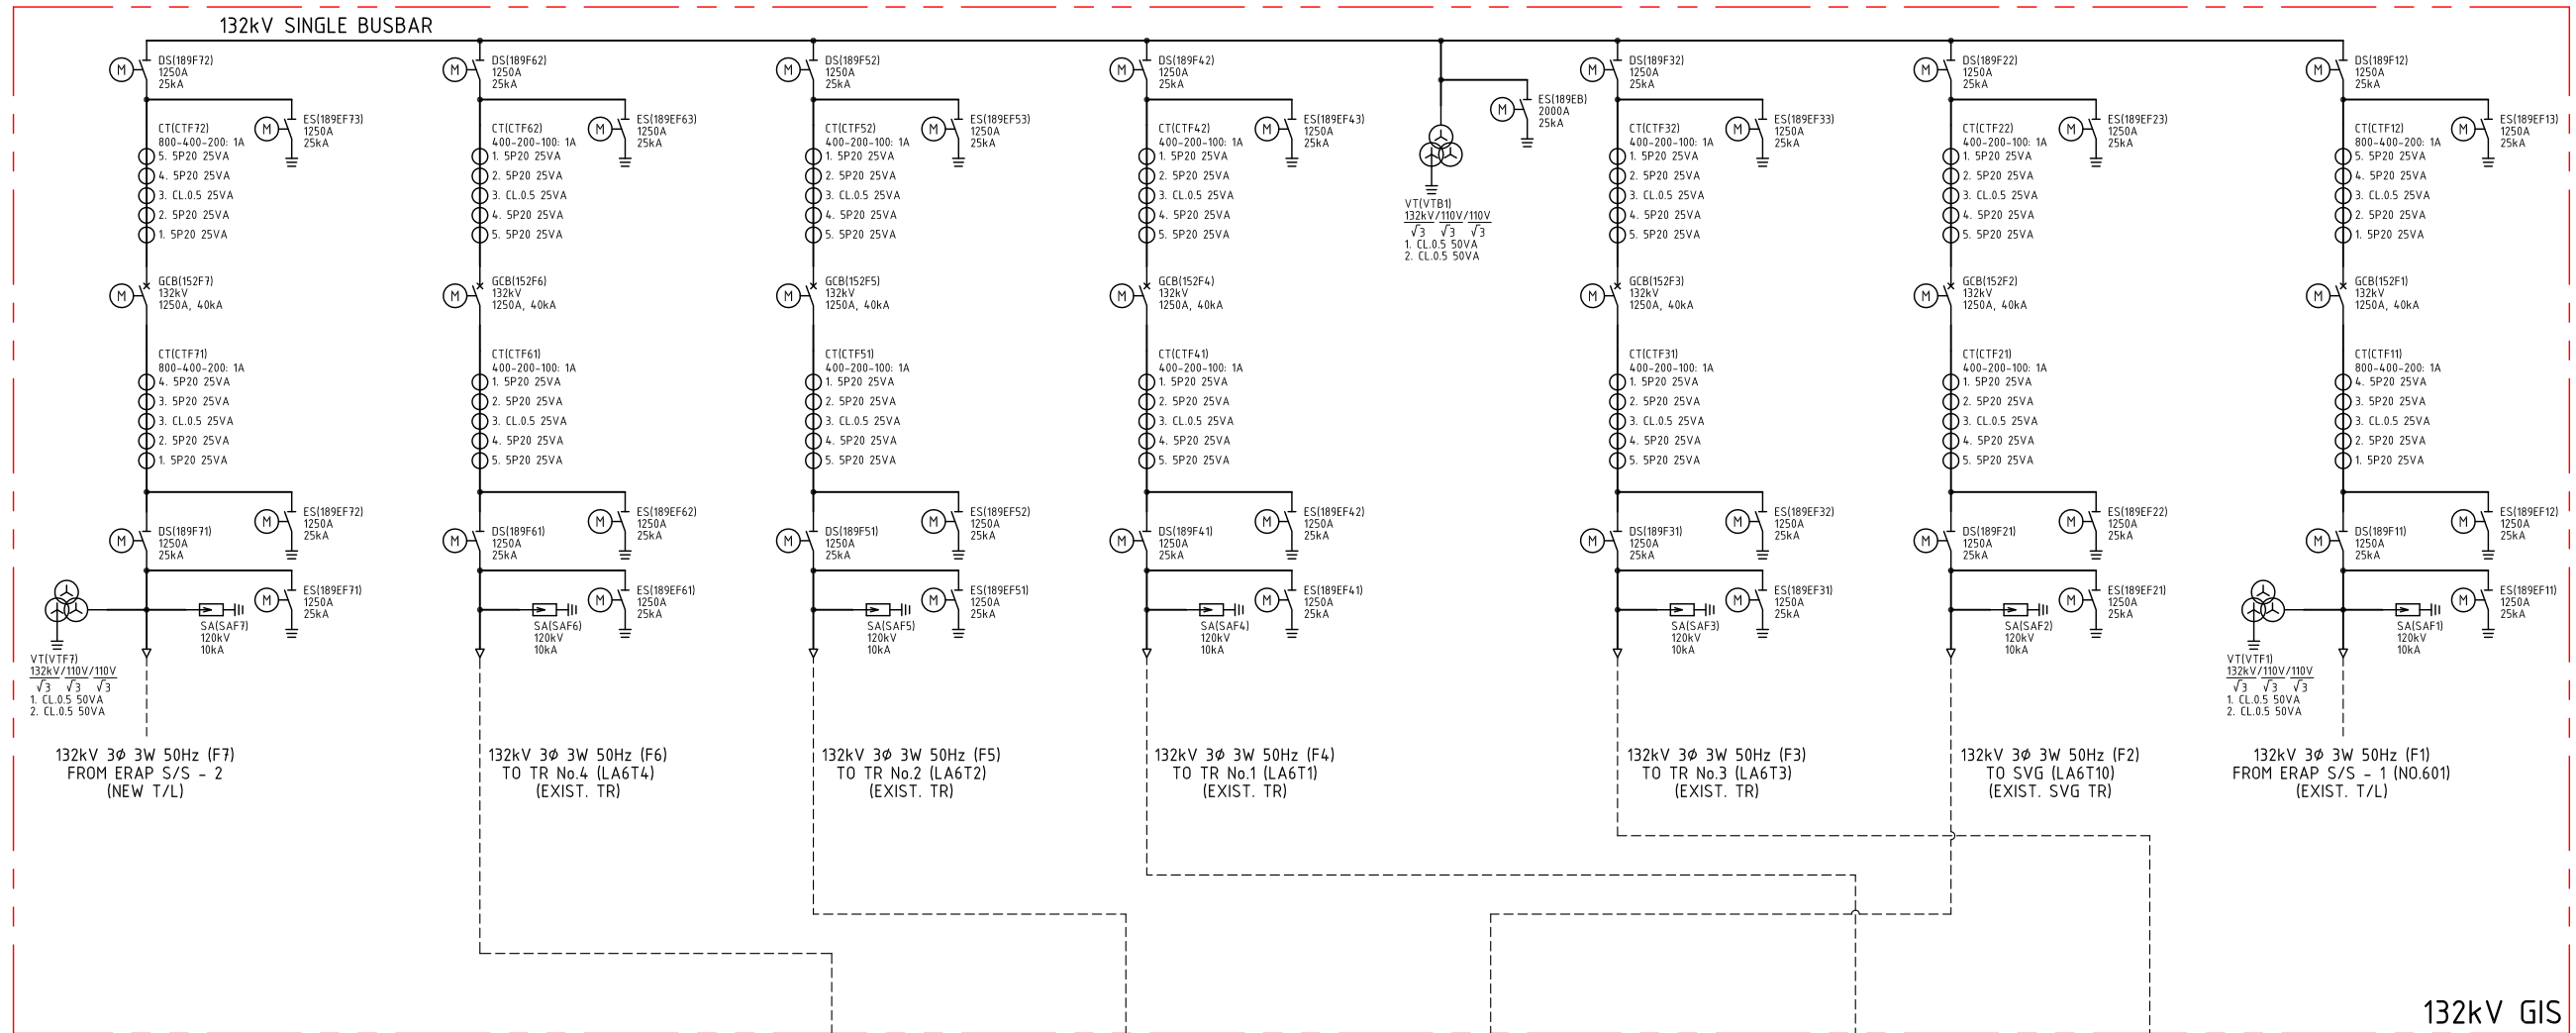 132kV SINGLE BUSBAR
M
DS(189F72)
1250A
25kA
M
ES(189EF73)
1250A
25kA
CT(CTF72)
800-400-200: 1A
5. 5P20 25VA
4. 5P20 25VA
3. CL.0.5 25VA
2. 5P20 25VA
1. 5P20 25VA
M
GCB(152F7)
132kV
1250A, 40kA
CT(CTF71)
800-400-200: 1A
4. 5P20 25VA
3. 5P20 25VA
3. CL.0.5 25VA
2. 5P20 25VA
1. 5P20 25VA
M
ES(189EF72)
1250A
25kA
M
DS(189F71)
1250A
25kA
M
ES(189EF71)
1250A
25kA
SA(SAF7)
120kV
10kA
VT(VTF7)
132kV/110V/110V
√3 √3 √3
1. CL.0.5 50VA
2. CL.0.5 50VA
132kV 3Ø 3W 50Hz (F7)
FROM ERAP S/S - 2
(NEW T/L)
M
DS(189F62)
1250A
25kA
M
ES(189EF63)
1250A
25kA
CT(CTF62)
400-200-100: 1A
1. 5P20 25VA
2. 5P20 25VA
3. CL.0.5 25VA
4. 5P20 25VA
5. 5P20 25VA
M
GCB(152F6)
132kV
1250A, 40kA
CT(CTF61)
400-200-100: 1A
1. 5P20 25VA
2. 5P20 25VA
3. CL.0.5 25VA
4. 5P20 25VA
5. 5P20 25VA
M
ES(189EF62)
1250A
25kA
M
DS(189F61)
1250A
25kA
M
ES(189EF61)
1250A
25kA
SA(SAF6)
120kV
10kA
132kV 3Ø 3W 50Hz (F6)
TO TR No.4 (LA6T4)
(EXIST. TR)
M
DS(189F52)
1250A
25kA
M
ES(189EF53)
1250A
25kA
CT(CTF52)
400-200-100: 1A
1. 5P20 25VA
2. 5P20 25VA
3. CL.0.5 25VA
4. 5P20 25VA
5. 5P20 25VA
M
GCB(152F5)
132kV
1250A, 40kA
CT(CTF51)
400-200-100: 1A
1. 5P20 25VA
2. 5P20 25VA
3. CL.0.5 25VA
4. 5P20 25VA
5. 5P20 25VA
M
ES(189EF52)
1250A
25kA
M
DS(189F51)
1250A
25kA
M
ES(189EF51)
1250A
25kA
SA(SAF5)
120kV
10kA
132kV 3Ø 3W 50Hz (F5)
TO TR No.2 (LA6T2)
(EXIST. TR)
M
DS(189F42)
1250A
25kA
M
ES(189EF43)
1250A
25kA
CT(CTF42)
400-200-100: 1A
1. 5P20 25VA
2. 5P20 25VA
3. CL.0.5 25VA
4. 5P20 25VA
5. 5P20 25VA
M
GCB(152F4)
132kV
1250A, 40kA
CT(CTF41)
400-200-100: 1A
1. 5P20 25VA
2. 5P20 25VA
3. CL.0.5 25VA
4. 5P20 25VA
5. 5P20 25VA
M
ES(189EF42)
1250A
25kA
M
DS(189F41)
1250A
25kA
M
ES(189EF41)
1250A
25kA
SA(SAF4)
120kV
10kA
132kV 3Ø 3W 50Hz (F4)
TO TR No.1 (LA6T1)
(EXIST. TR)
M
ES(189EB)
2000A
25kA
VT(VTB1)
132kV/110V/110V
√3 √3 √3
1. CL.0.5 50VA
2. CL.0.5 50VA
M
DS(189F32)
1250A
25kA
M
ES(189EF33)
1250A
25kA
CT(CTF32)
400-200-100: 1A
1. 5P20 25VA
2. 5P20 25VA
3. CL.0.5 25VA
4. 5P20 25VA
5. 5P20 25VA
M
GCB(152F3)
132kV
1250A, 40kA
CT(CTF31)
400-200-100: 1A
1. 5P20 25VA
2. 5P20 25VA
3. CL.0.5 25VA
4. 5P20 25VA
5. 5P20 25VA
M
ES(189EF32)
1250A
25kA
M
DS(189F31)
1250A
25kA
M
ES(189EF31)
1250A
25kA
SA(SAF3)
120kV
10kA
132kV 3Ø 3W 50Hz (F3)
TO TR No.3 (LA6T3)
(EXIST. TR)
M
DS(189F22)
1250A
25kA
M
ES(189EF23)
1250A
25kA
CT(CTF22)
400-200-100: 1A
1. 5P20 25VA
2. 5P20 25VA
3. CL.0.5 25VA
4. 5P20 25VA
5. 5P20 25VA
M
GCB(152F2)
132kV
1250A, 40kA
CT(CTF21)
400-200-100: 1A
1. 5P20 25VA
2. 5P20 25VA
3. CL.0.5 25VA
4. 5P20 25VA
5. 5P20 25VA
M
ES(189EF22)
1250A
25kA
M
DS(189F21)
1250A
25kA
M
ES(189EF21)
1250A
25kA
SA(SAF2)
120kV
10kA
132kV 3Ø 3W 50Hz (F2)
TO SVG (LA6T10)
(EXIST. SVG TR)
M
DS(189F12)
1250A
25kA
M
ES(189EF13)
1250A
25kA
CT(CTF12)
800-400-200: 1A
5. 5P20 25VA
4. 5P20 25VA
3. CL.0.5 25VA
2. 5P20 25VA
1. 5P20 25VA
M
GCB(152F1)
132kV
1250A, 40kA
CT(CTF11)
800-400-200: 1A
4. 5P20 25VA
3. 5P20 25VA
3. CL.0.5 25VA
2. 5P20 25VA
1. 5P20 25VA
M
ES(189EF12)
1250A
25kA
M
DS(189F11)
1250A
25kA
M
ES(189EF11)
1250A
25kA
SA(SAF1)
120kV
10kA
VT(VTF1)
132kV/110V/110V
√3 √3 √3
1. CL.0.5 50VA
2. CL.0.5 50VA
132kV 3Ø 3W 50Hz (F1)
FROM ERAP S/S - 1 (NO.601)
(EXIST. T/L)
132kV GIS